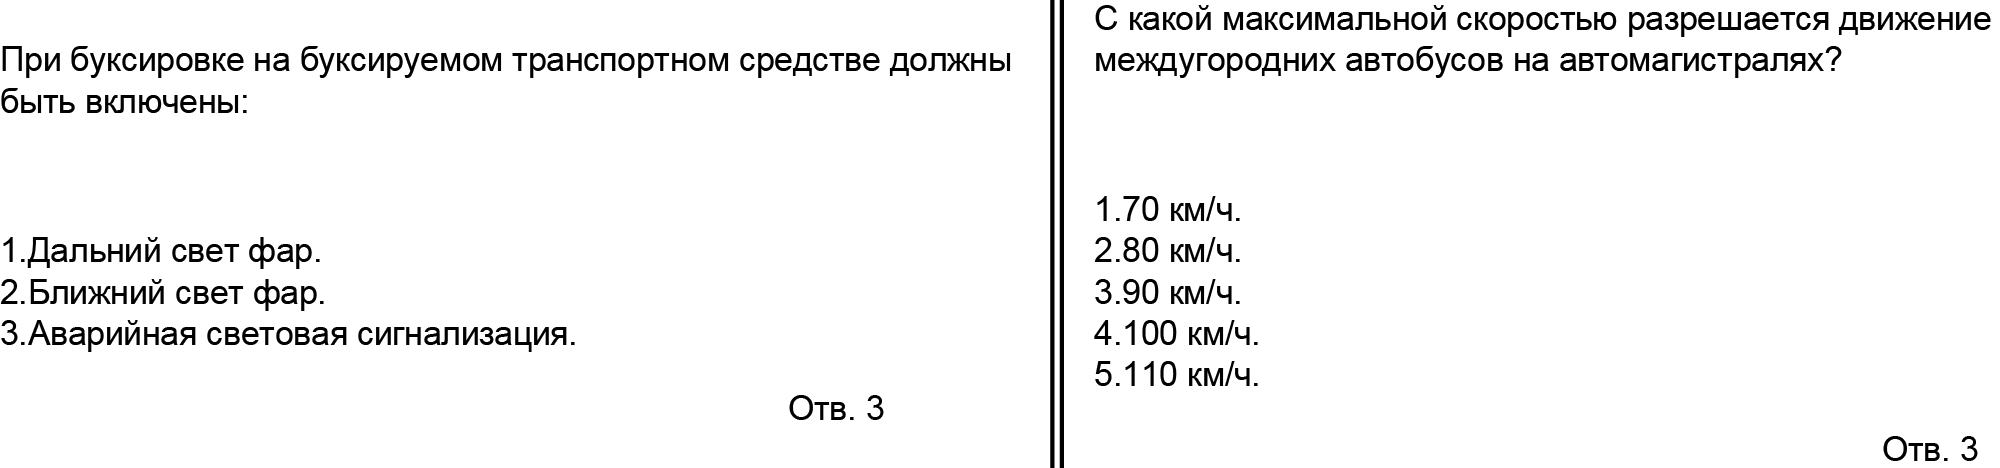 При буксировке на буксируемом транспортном средстве должны
быть включены:
1.Дальний свет фар.
2.Ближний свет фар.
3.Аварийная световая сигнализация.
Отв. 3
С какой максимальной скоростью разрешается движение
междугородних автобусов на автомагистралях?
1.70 км/ч.
2.80 км/ч.
3.90 км/ч.
4.100 км/ч.
5.110 км/ч.
Отв. 3